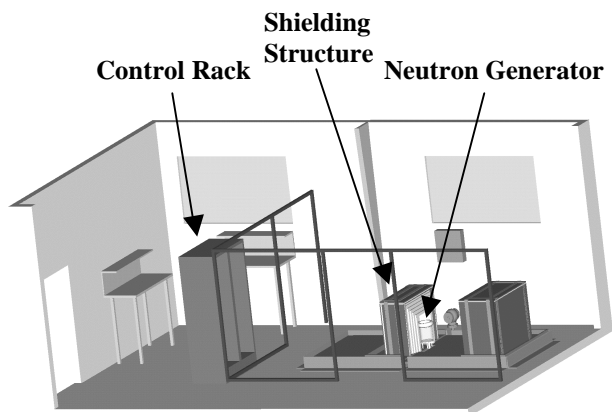 Shielding
Structure
Control Rack
Neutron Generator